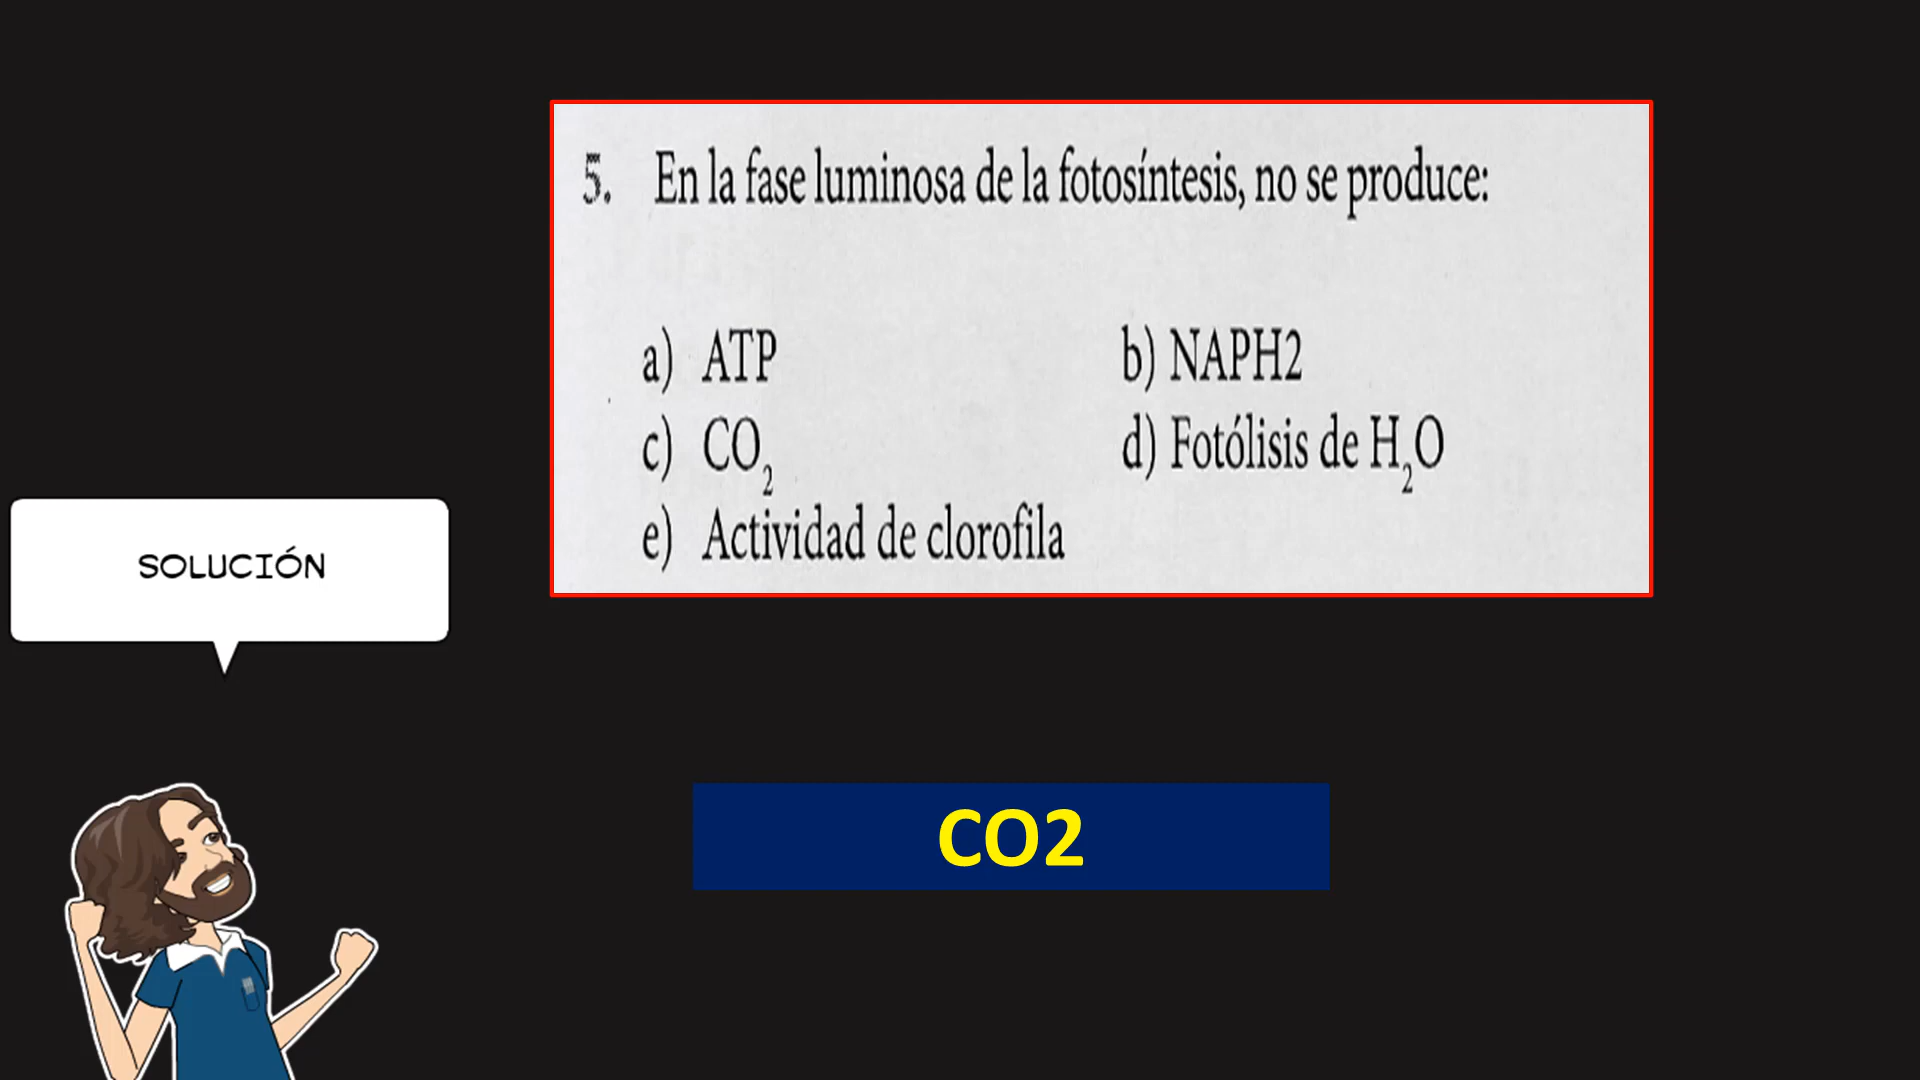 5. En la fase luminosa de la fotosíntesis, no se produce:
a) ATP
b) NAPH2
c) CO₂
d) Fotólisis de H₂O
e) Actividad de clorofila
SOLUCIÓN
CO2